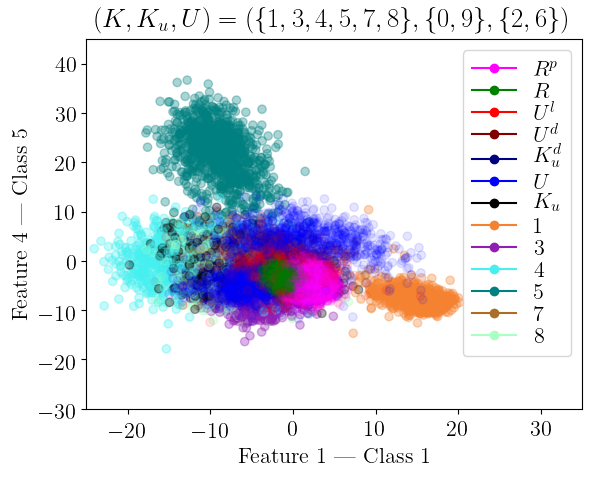 (K, K_u, U) = ({1, 3, 4, 5, 7, 8}, {0, 9}, {2, 6})
Feature 4 — Class 5
40
30
20
10
0
−10
−20
−30
−20
−10
0
10
20
30
Feature 1 — Class 1
R^p
R
U^l
U^d
K_u^d
U
K_u
1
3
4
5
7
8